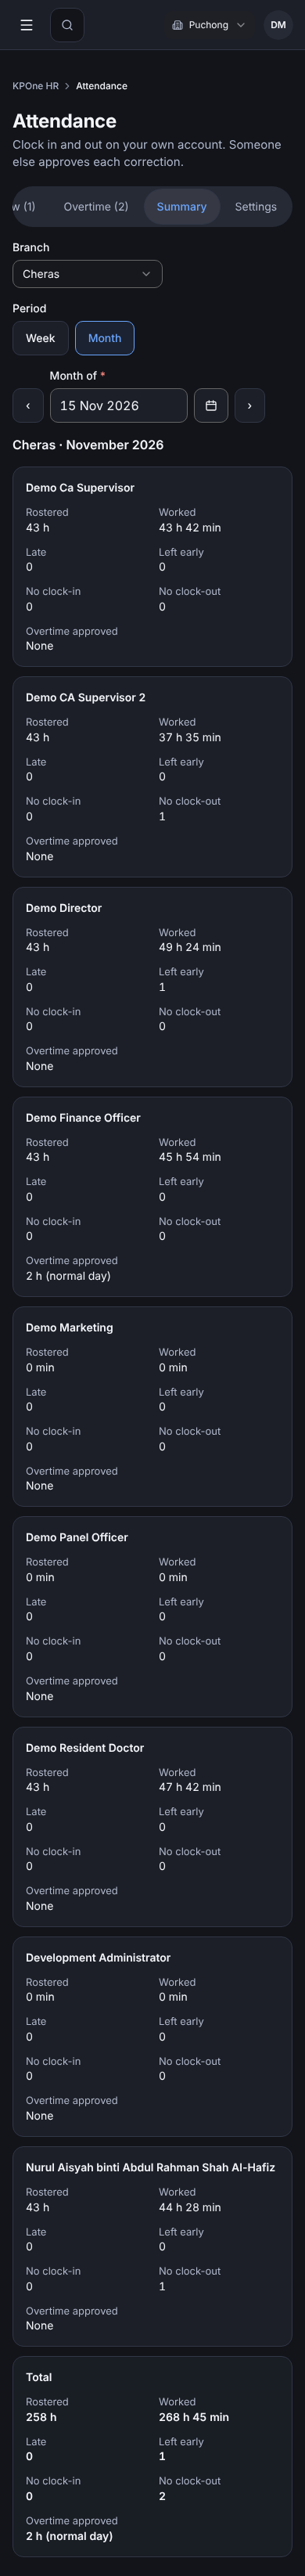 Puchong
DM
KPOne HR > Attendance
Attendance
Clock in and out on your own account. Someone
else approves each correction.
w (1) Overtime (2) Summary Settings
Branch
Cheras
Period
Week Month
Month of *
‹ 15 Nov 2026 ›
Cheras · November 2026
Demo Ca Supervisor
Rostered Worked
43 h 43 h 42 min
Late Left early
0 0
No clock-in No clock-out
0 0
Overtime approved
None
Demo CA Supervisor 2
Rostered Worked
43 h 37 h 35 min
Late Left early
0 0
No clock-in No clock-out
0 1
Overtime approved
None
Demo Director
Rostered Worked
43 h 49 h 24 min
Late Left early
0 1
No clock-in No clock-out
0 0
Overtime approved
None
Demo Finance Officer
Rostered Worked
43 h 45 h 54 min
Late Left early
0 0
No clock-in No clock-out
0 0
Overtime approved
2 h (normal day)
Demo Marketing
Rostered Worked
0 min 0 min
Late Left early
0 0
No clock-in No clock-out
0 0
Overtime approved
None
Demo Panel Officer
Rostered Worked
0 min 0 min
Late Left early
0 0
No clock-in No clock-out
0 0
Overtime approved
None
Demo Resident Doctor
Rostered Worked
43 h 47 h 42 min
Late Left early
0 0
No clock-in No clock-out
0 0
Overtime approved
None
Development Administrator
Rostered Worked
0 min 0 min
Late Left early
0 0
No clock-in No clock-out
0 0
Overtime approved
None
Nurul Aisyah binti Abdul Rahman Shah Al-Hafiz
Rostered Worked
43 h 44 h 28 min
Late Left early
0 0
No clock-in No clock-out
0 1
Overtime approved
None
Total
Rostered Worked
258 h 268 h 45 min
Late Left early
0 1
No clock-in No clock-out
0 2
Overtime approved
2 h (normal day)